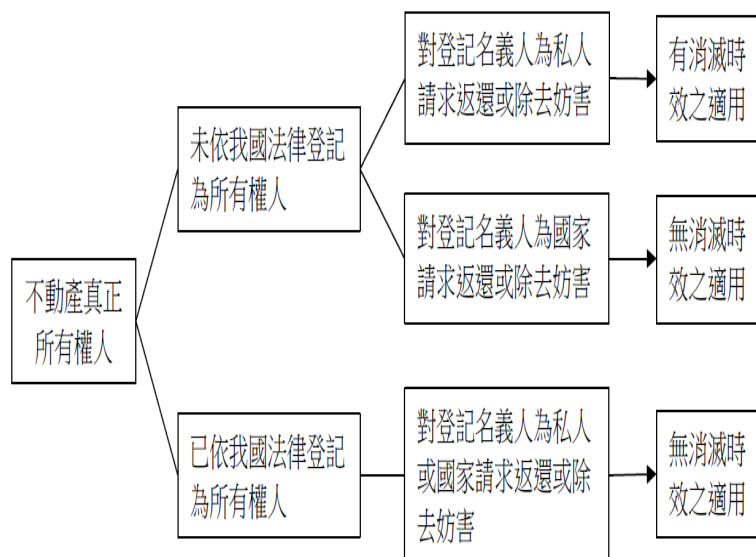 不動產真正
所有權人
未依我國法律登記
為所有權人
對登記名義人為私人
請求返還或除去妨害
有消滅時
效之適用
對登記名義人為國家
請求返還或除去妨害
無消滅時
效之適用
已依我國法律登記
為所有權人
對登記名義人為私人
或國家請求返還或除
去妨害
無消滅時
效之適用